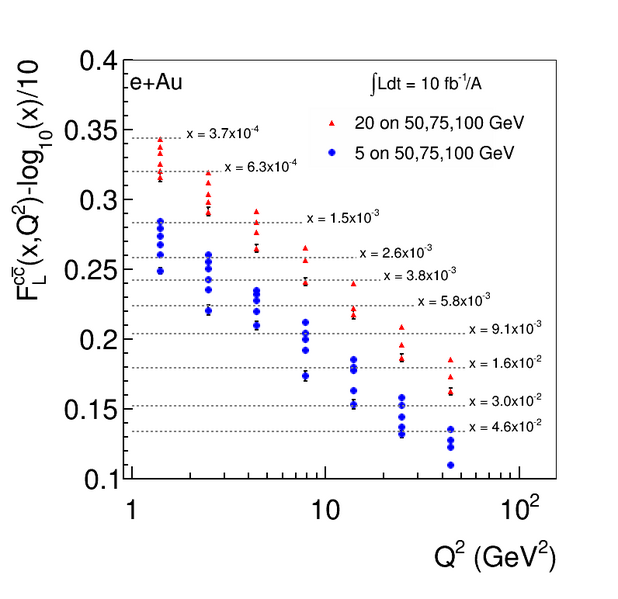 0.4
e+Au
∫Ldt = 10 fb⁻¹/A
20 on 50,75,100 GeV
5 on 50,75,100 GeV
0.35
x = 3.7x10⁻⁴
x = 6.3x10⁻⁴
0.3
x = 1.5x10⁻³
x = 2.6x10⁻³
0.25
x = 3.8x10⁻³
x = 5.8x10⁻³
0.2
x = 9.1x10⁻³
x = 1.6x10⁻²
0.15
x = 3.0x10⁻²
x = 4.6x10⁻²
0.1
1 10 10²
Q² (GeV²)
F_L^{cc̄}(x,Q²)-log₁₀(x)/10